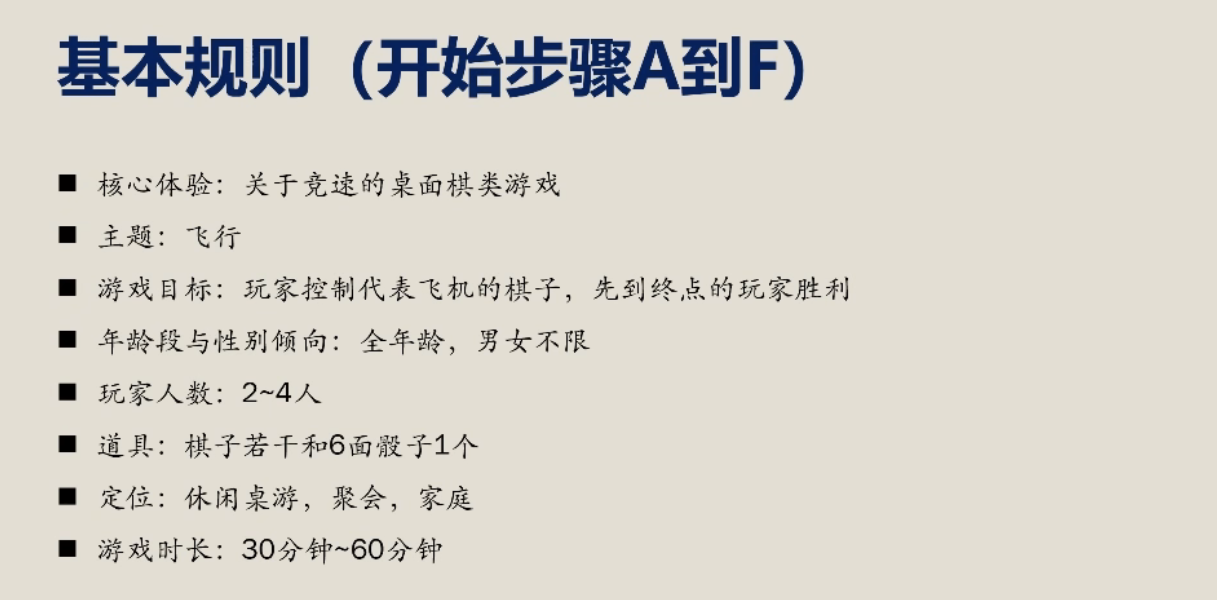 基本规则（开始步骤A到F）
■ 核心体验：关于竞速的桌面棋类游戏
■ 主题：飞行
■ 游戏目标：玩家控制代表飞机的棋子，先到终点的玩家胜利
■ 年龄段与性别倾向：全年龄，男女不限
■ 玩家人数：2~4人
■ 道具：棋子若干和6面骰子1个
■ 定位：休闲桌游，聚会，家庭
■ 游戏时长：30分钟~60分钟